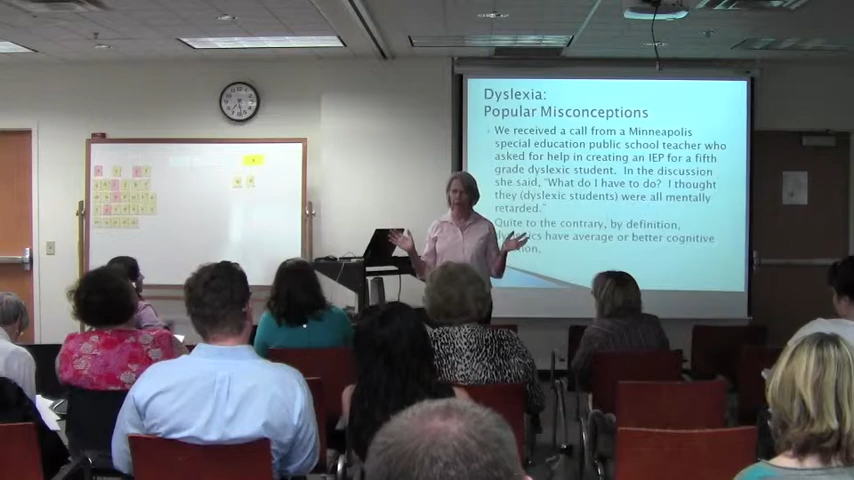 Dyslexia:
Popular Misconceptions
We received a call from a Minneapolis
special education public school teacher who
asked for help in creating an IEP for a fifth
grade dyslexic student. In the discussion
she said, "What do I have to do? I thought
they (dyslexic students) were all mentally
retarded."
Quite to the contrary, by definition,
have average or better cognitive